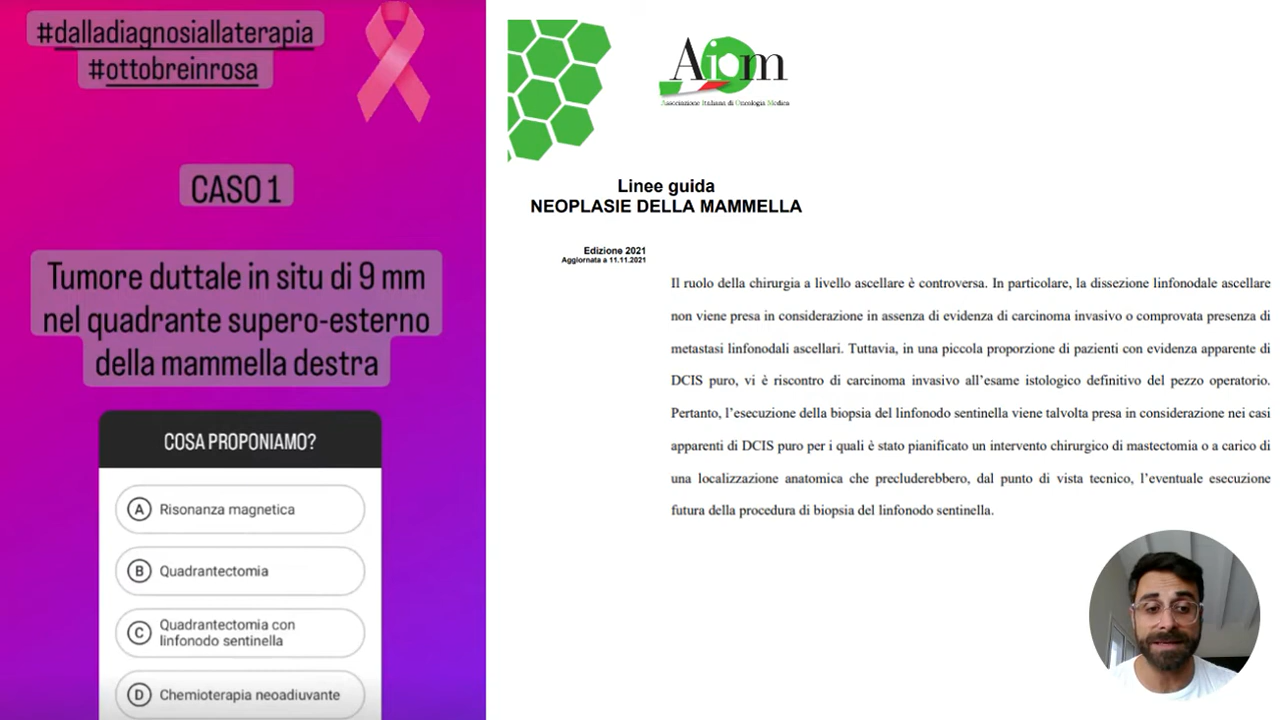 #dalladiagnosiallaterapia
#ottobreinrosa
CASO 1
Tumore duttale in situ di 9 mm
nel quadrante supero-esterno
della mammella destra
COSA PROPONIAMO?
A Risonanza magnetica
B Quadrantectomia
C Quadrantectomia con
linfonodo sentinella
D Chemioterapia neoadiuvante
Aiom
Associazione Italiana di Oncologia Medica
Linee guida
NEOPLASIE DELLA MAMMELLA
Edizione 2021
Aggiornata a 11.11.2021
Il ruolo della chirurgia a livello ascellare è controversa. In particolare, la dissezione linfonodale ascellare
non viene presa in considerazione in assenza di evidenza di carcinoma invasivo o comprovata presenza di
metastasi linfonodali ascellari. Tuttavia, in una piccola proporzione di pazienti con evidenza apparente di
DCIS puro, vi è riscontro di carcinoma invasivo all'esame istologico definitivo del pezzo operatorio.
Pertanto, l'esecuzione della biopsia del linfonodo sentinella viene talvolta presa in considerazione nei casi
apparenti di DCIS puro per i quali è stato pianificato un intervento chirurgico di mastectomia o a carico di
una localizzazione anatomica che precluderebbero, dal punto di vista tecnico, l'eventuale esecuzione
futura della procedura di biopsia del linfonodo sentinella.